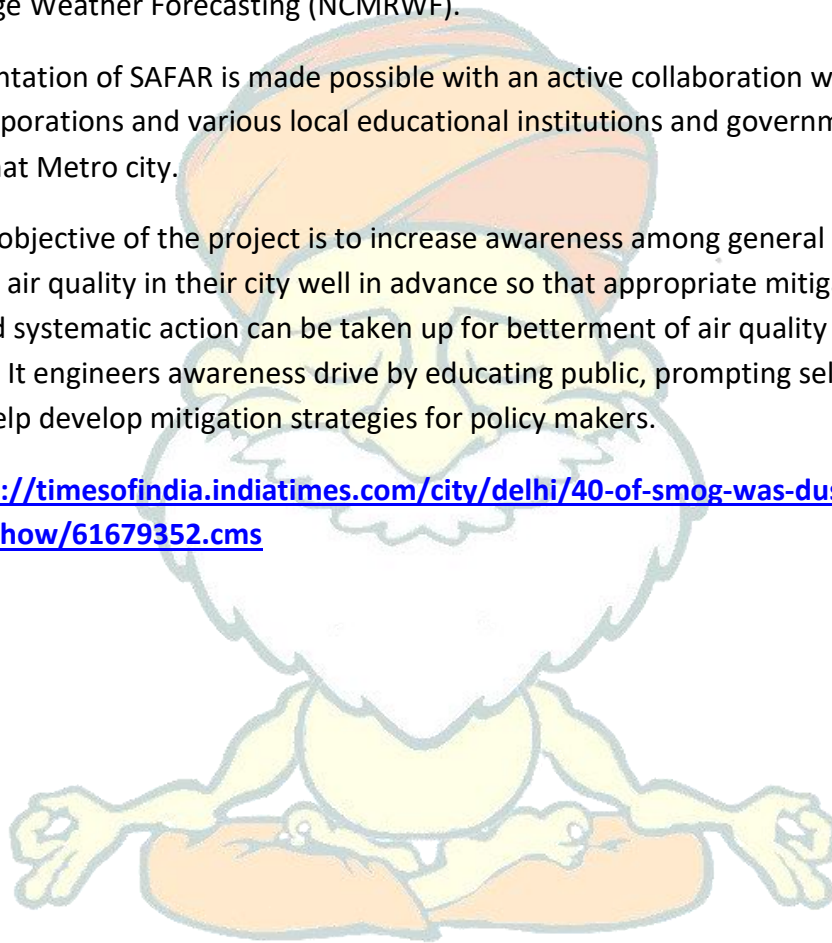 ge Weather Forecasting (NCMRWF).
ntation of SAFAR is made possible with an active collaboration w
porations and various local educational institutions and governm
at Metro city.
objective of the project is to increase awareness among general
air quality in their city well in advance so that appropriate mitiga
d systematic action can be taken up for betterment of air quality
It engineers awareness drive by educating public, prompting sel
elp develop mitigation strategies for policy makers.
://timesofindia.indiatimes.com/city/delhi/40-of-smog-was-dus
how/61679352.cms